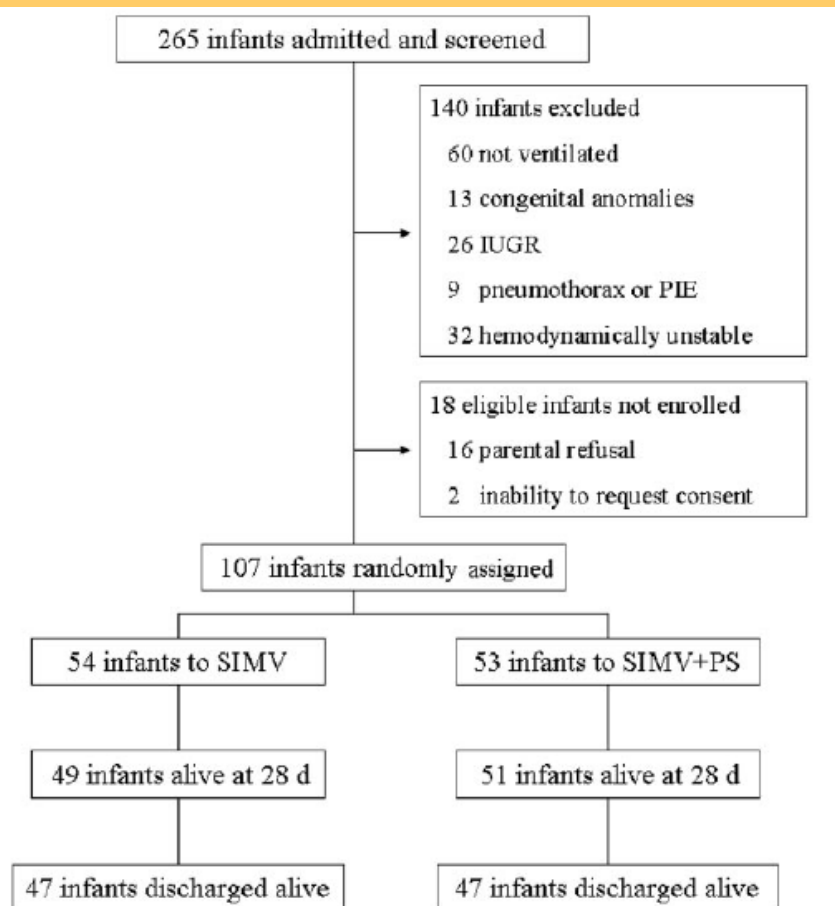 265 infants admitted and screened
140 infants excluded
60 not ventilated
13 congenital anomalies
26 IUGR
9 pneumothorax or PIE
32 hemodynamically unstable
18 eligible infants not enrolled
16 parental refusal
2 inability to request consent
107 infants randomly assigned
54 infants to SIMV
53 infants to SIMV+PS
49 infants alive at 28 d
51 infants alive at 28 d
47 infants discharged alive
47 infants discharged alive